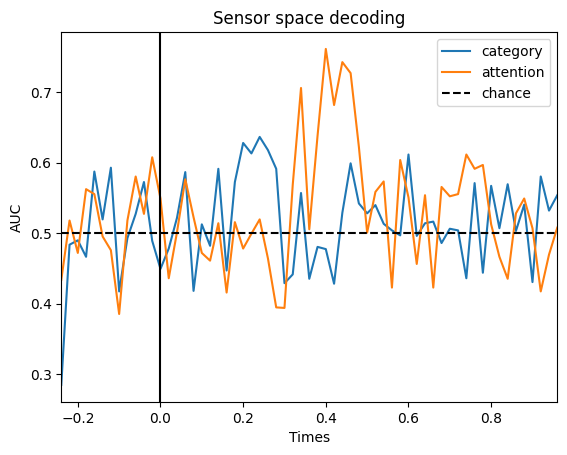 Sensor space decoding
category
attention
chance
AUC
0.7
0.6
0.5
0.4
0.3
−0.2
0.0
0.2
0.4
0.6
0.8
Times